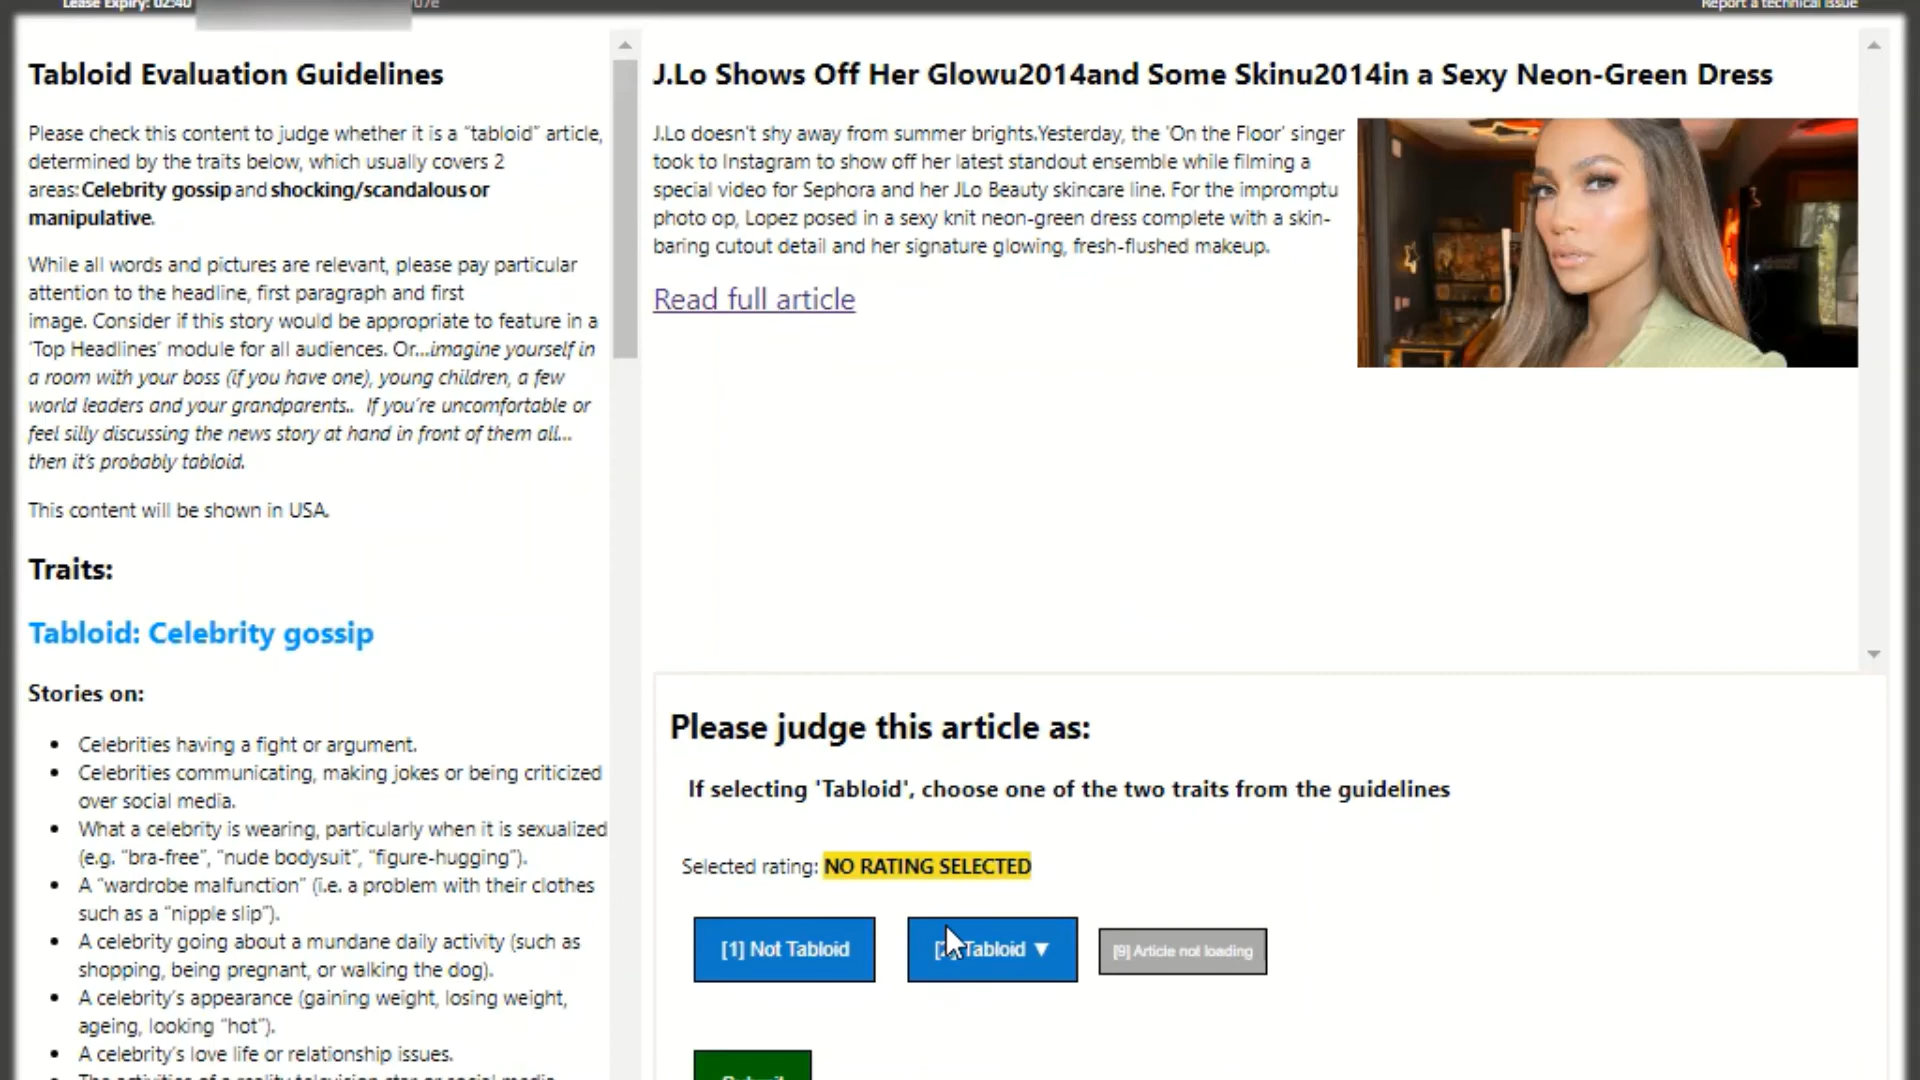 Lease Expiry: 02:40
Report a technical issue
Tabloid Evaluation Guidelines
Please check this content to judge whether it is a “tabloid” article,
determined by the traits below, which usually covers 2
areas: Celebrity gossip and shocking/scandalous or
manipulative.
While all words and pictures are relevant, please pay particular
attention to the headline, first paragraph and first
image. Consider if this story would be appropriate to feature in a
‘Top Headlines’ module for all audiences. Or...imagine yourself in
a room with your boss (if you have one), young children, a few
world leaders and your grandparents.. If you’re uncomfortable or
feel silly discussing the news story at hand in front of them all...
then it’s probably tabloid.
This content will be shown in USA.
Traits:
Tabloid: Celebrity gossip
Stories on:
• Celebrities having a fight or argument.
• Celebrities communicating, making jokes or being criticized
over social media.
• What a celebrity is wearing, particularly when it is sexualized
(e.g. “bra-free”, “nude bodysuit”, “figure-hugging”).
• A “wardrobe malfunction” (i.e. a problem with their clothes
such as a “nipple slip”).
• A celebrity going about a mundane daily activity (such as
shopping, being pregnant, or walking the dog).
• A celebrity’s appearance (gaining weight, losing weight,
ageing, looking “hot”).
• A celebrity’s love life or relationship issues.
• The activities of a reality television star or social media
J.Lo Shows Off Her Glowu2014and Some Skinu2014in a Sexy Neon-Green Dress
J.Lo doesn’t shy away from summer brights.Yesterday, the ‘On the Floor’ singer
took to Instagram to show off her latest standout ensemble while filming a
special video for Sephora and her JLo Beauty skincare line. For the impromptu
photo op, Lopez posed in a sexy knit neon-green dress complete with a skin-
baring cutout detail and her signature glowing, fresh-flushed makeup.
Read full article
Please judge this article as:
If selecting 'Tabloid', choose one of the two traits from the guidelines
Selected rating: NO RATING SELECTED
[1] Not Tabloid
Tabloid ▼
[9] Article not loading
Submit